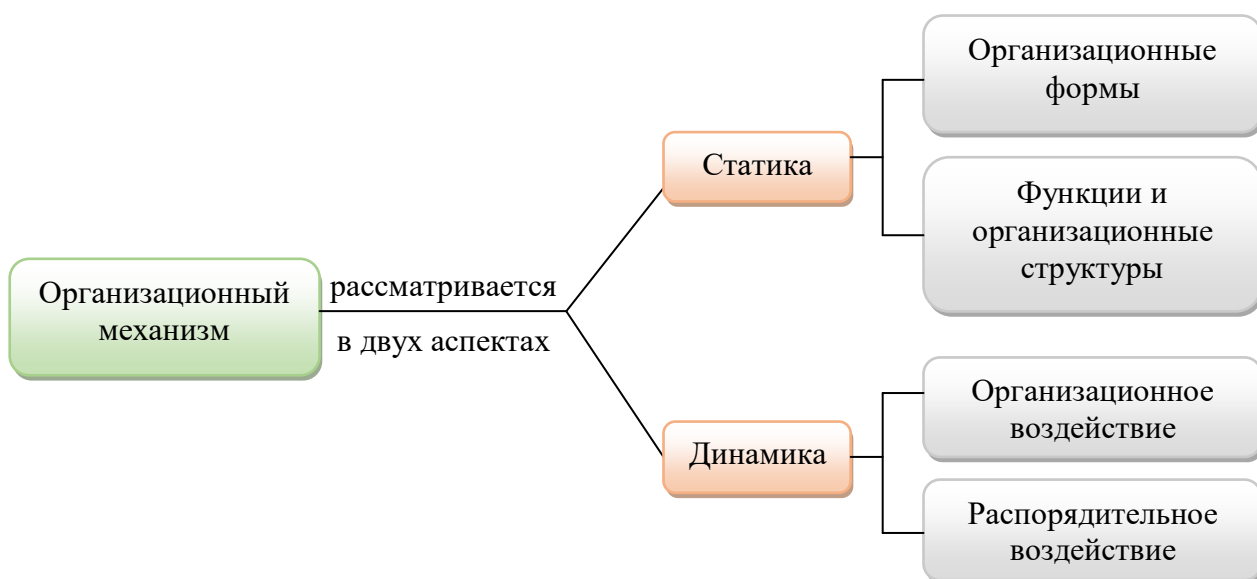 Организационный
механизм
рассматривается
в двух аспектах
Статика
Организационные
формы
Функции и
организационные
структуры
Динамика
Организационное
воздействие
Распорядительное
воздействие